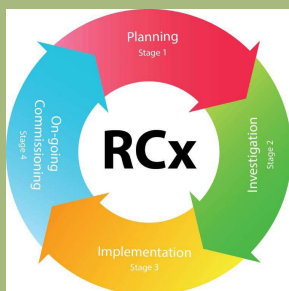 Planning
Stage 1
Investigation
Stage 2
Implementation
Stage 3
On-going
Commissioning
Stage 4
RCx